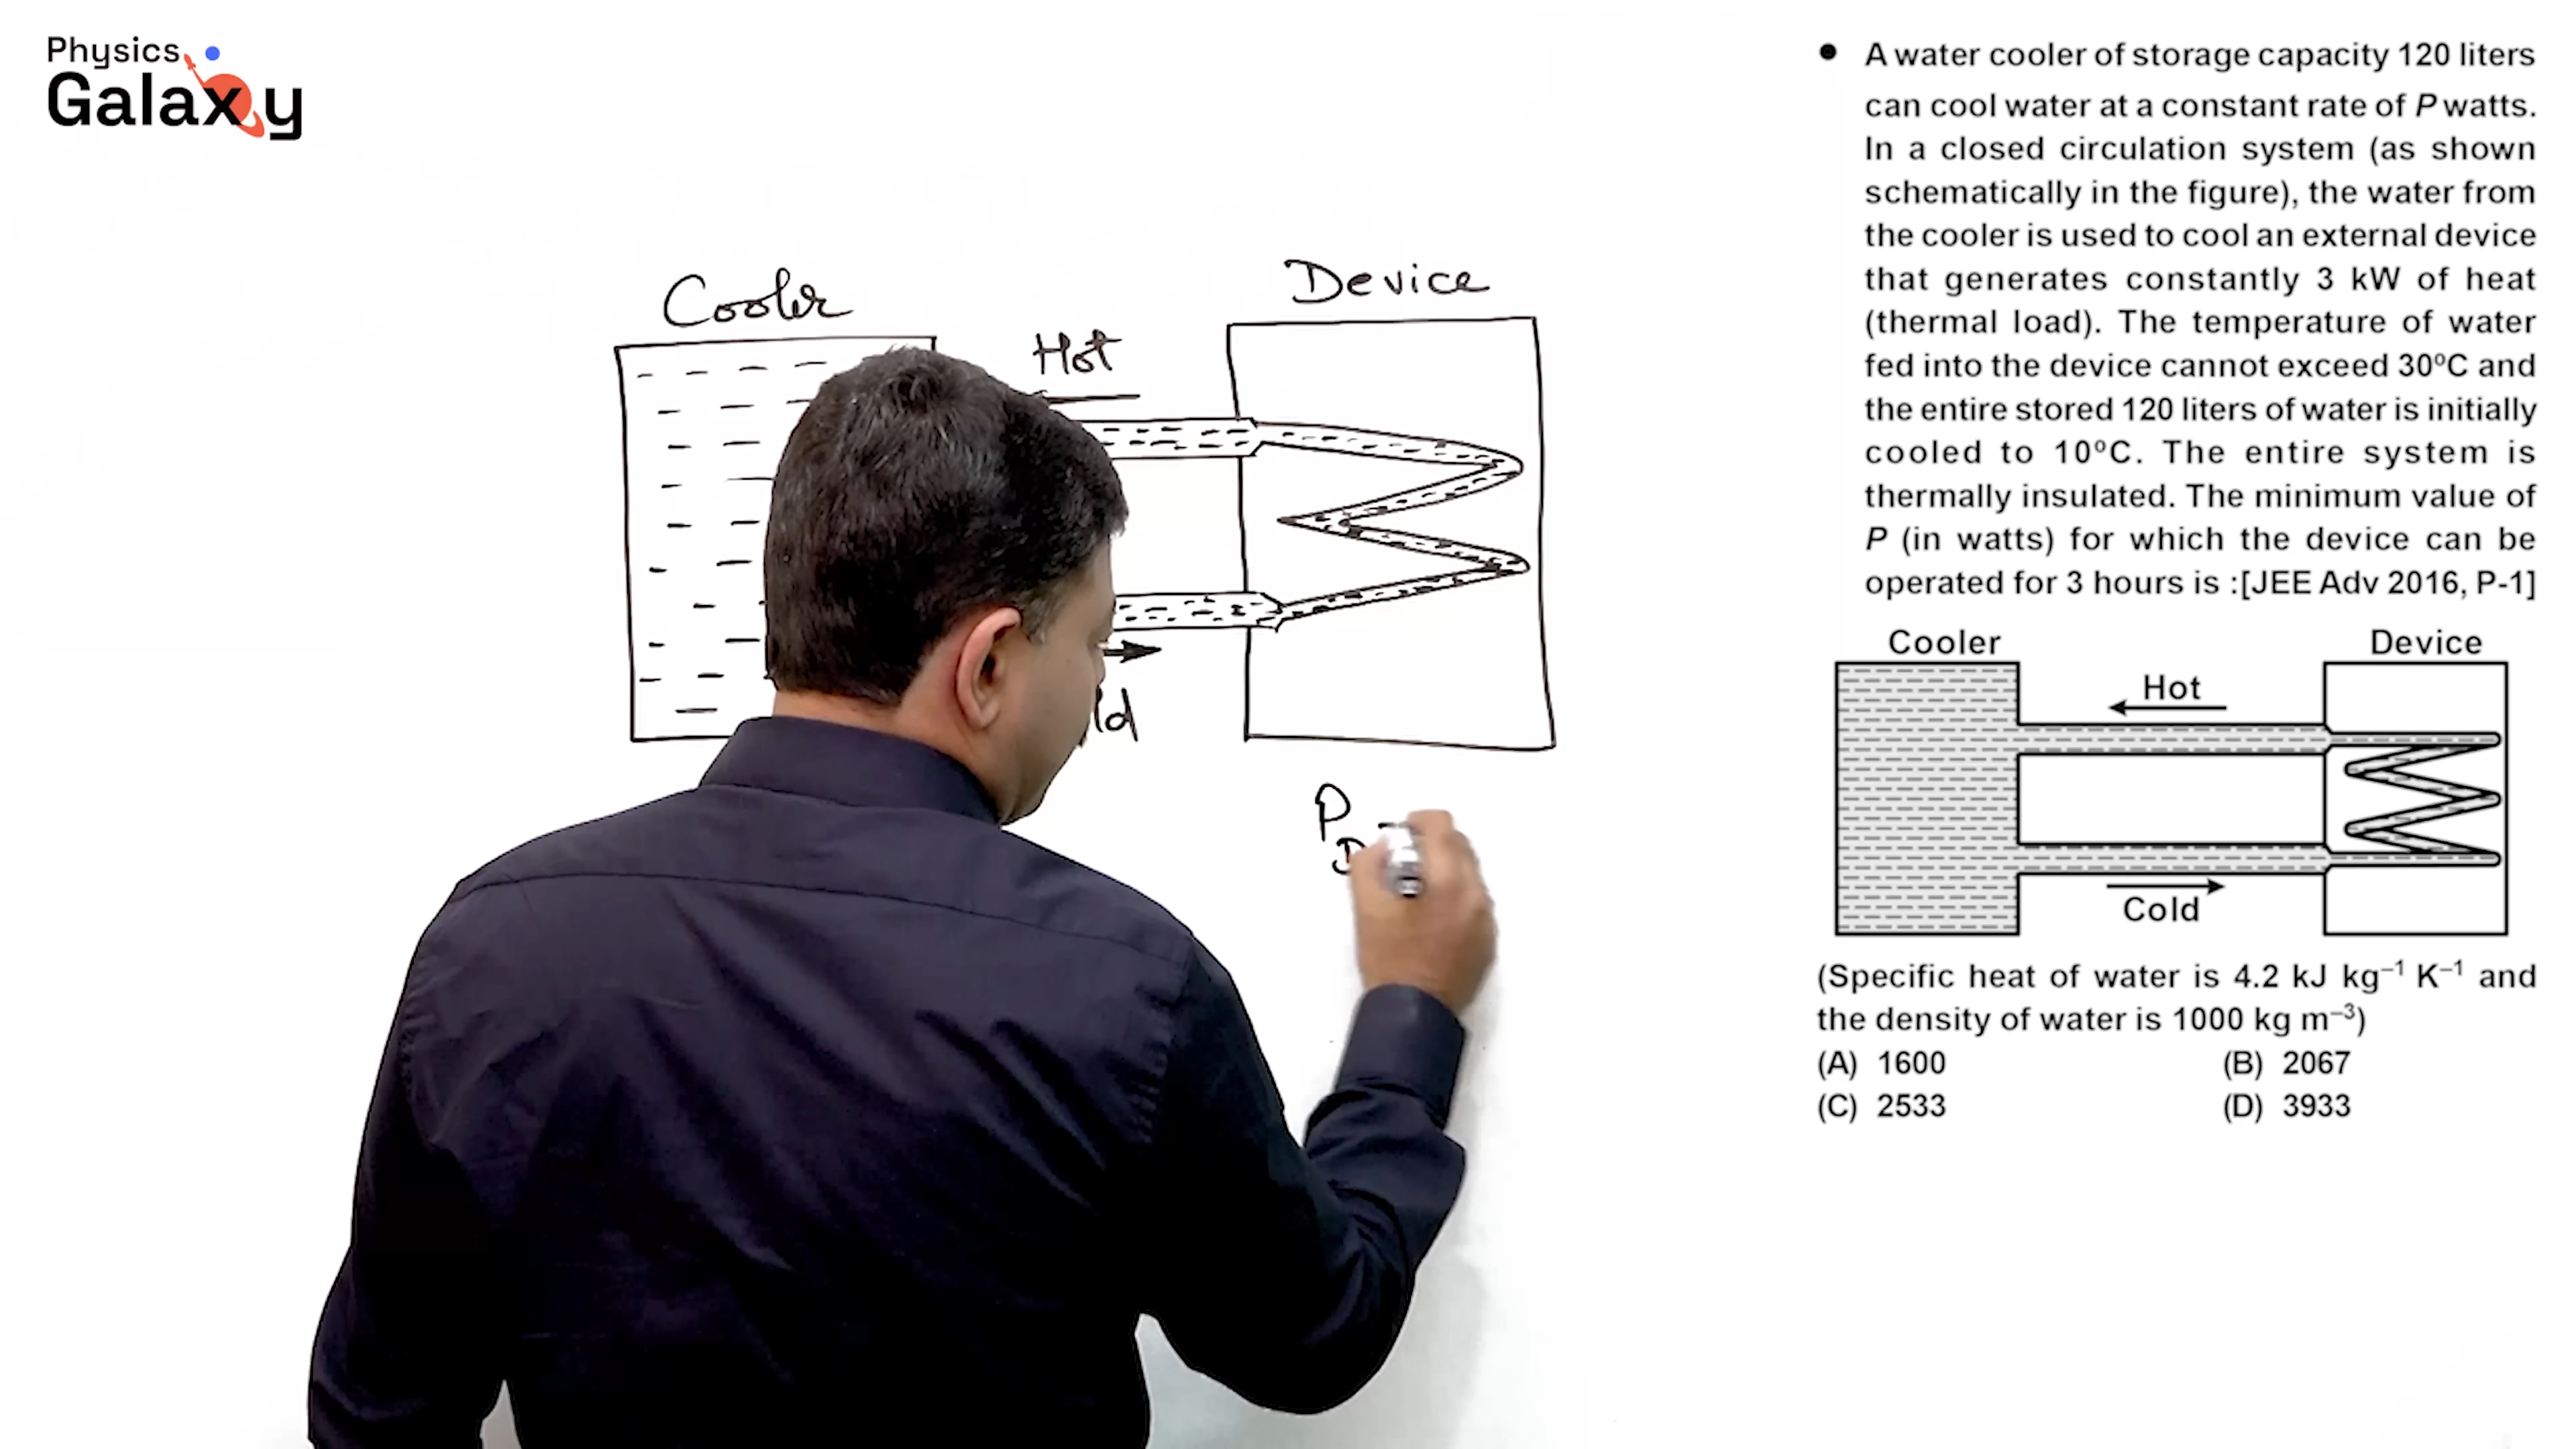 Physics
Galaxy
Cooler
Device
Hot
P
D
● A water cooler of storage capacity 120 liters
can cool water at a constant rate of P watts.
In a closed circulation system (as shown
schematically in the figure), the water from
the cooler is used to cool an external device
that generates constantly 3 kW of heat
(thermal load). The temperature of water
fed into the device cannot exceed 30ºC and
the entire stored 120 liters of water is initially
cooled to 10ºC. The entire system is
thermally insulated. The minimum value of
P (in watts) for which the device can be
operated for 3 hours is :[JEE Adv 2016, P-1]
Cooler
Device
Hot
Cold
(Specific heat of water is 4.2 kJ kg⁻¹ K⁻¹ and
the density of water is 1000 kg m⁻³)
(A) 1600 (B) 2067
(C) 2533 (D) 3933